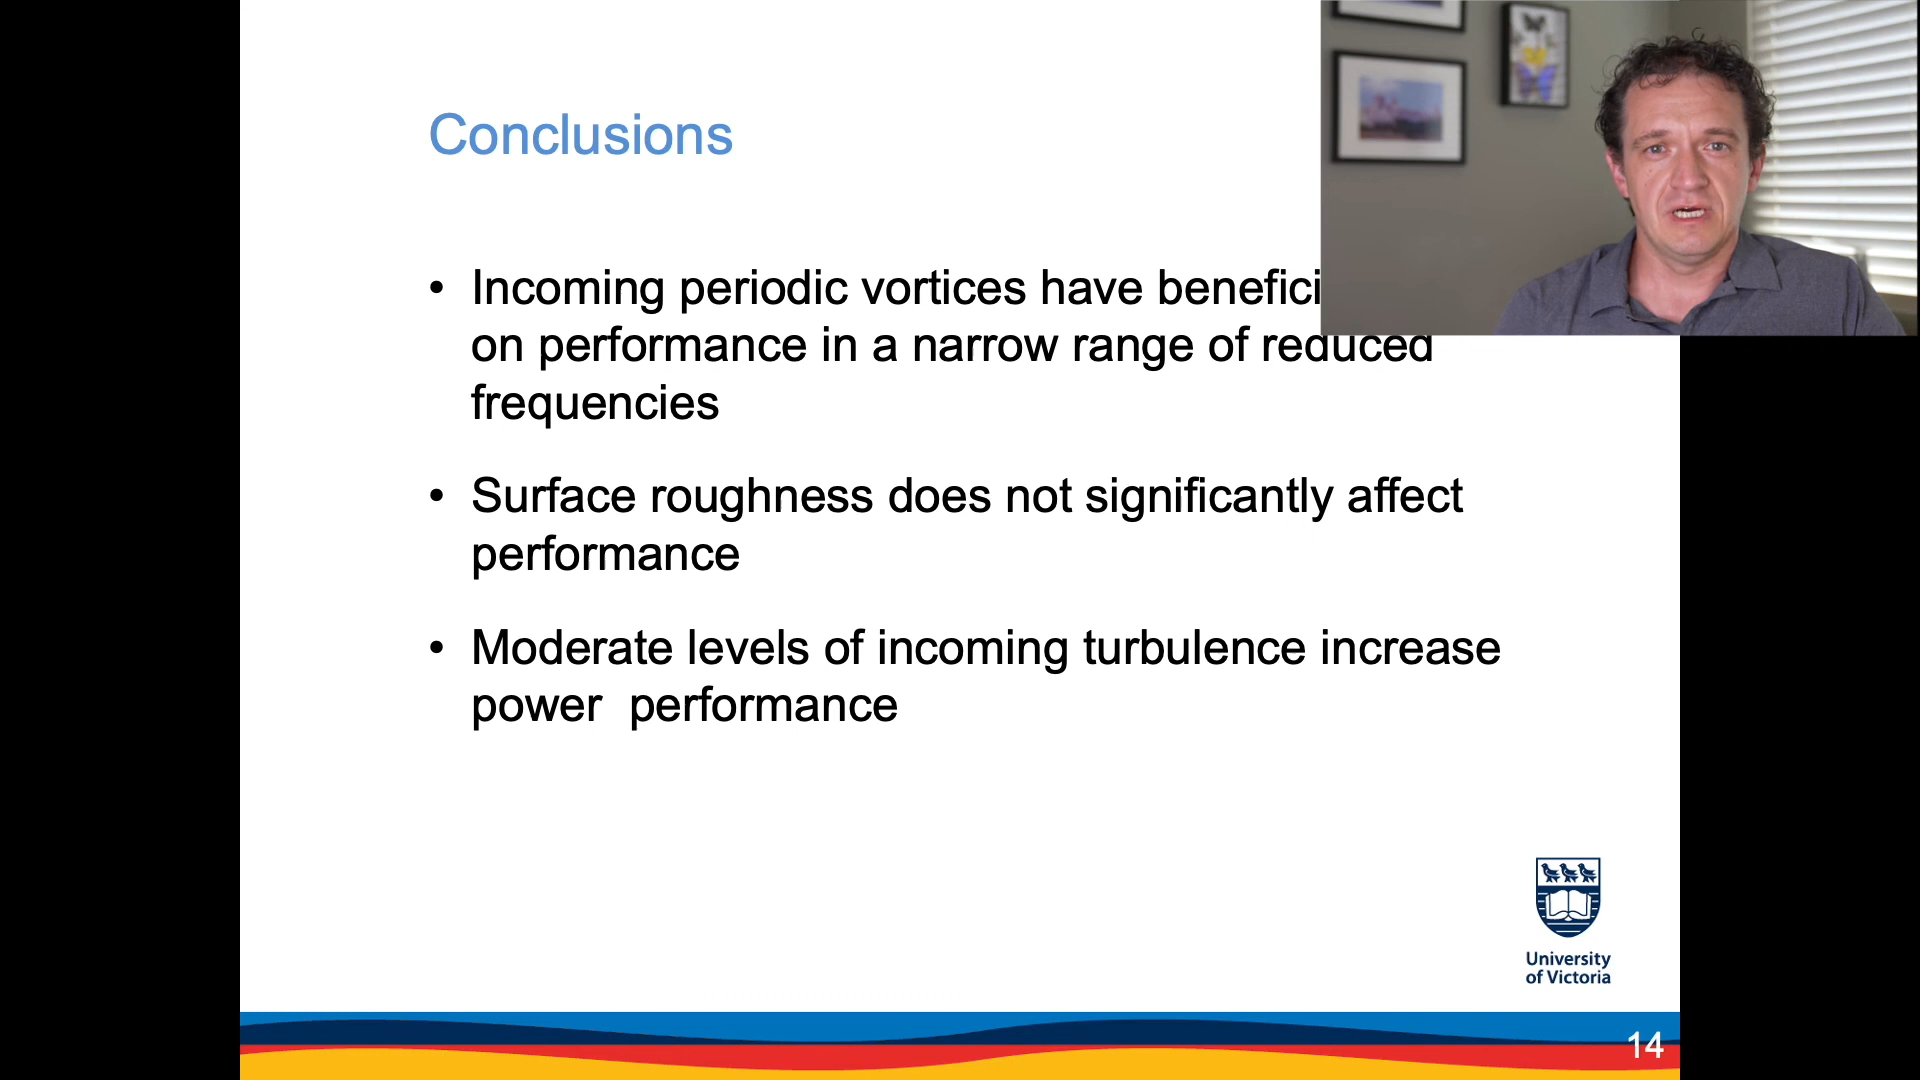 Conclusions
• Incoming periodic vortices have benefici
on performance in a narrow range of reduced
frequencies
• Surface roughness does not significantly affect
performance
• Moderate levels of incoming turbulence increase
power  performance
University
of Victoria
14